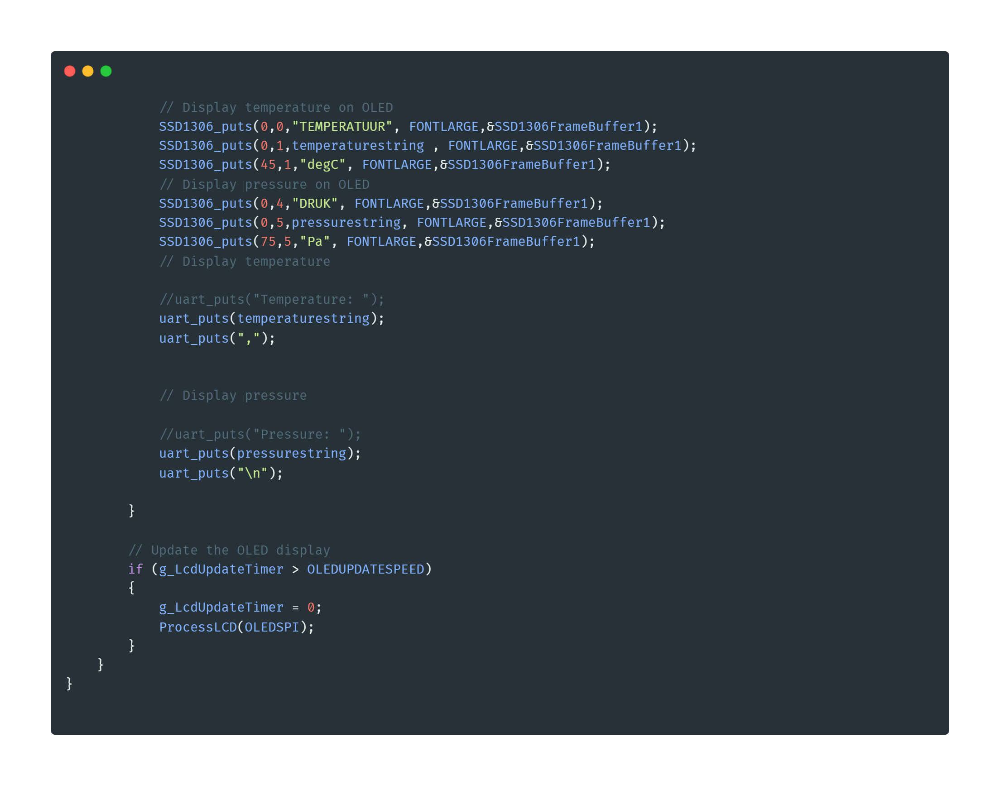 // Display temperature on OLED
SSD1306_puts(0,0,"TEMPERATUUR", FONTLARGE,&SSD1306FrameBuffer1);
SSD1306_puts(0,1,temperaturestring , FONTLARGE,&SSD1306FrameBuffer1);
SSD1306_puts(45,1,"degC", FONTLARGE,&SSD1306FrameBuffer1);
// Display pressure on OLED
SSD1306_puts(0,4,"DRUK", FONTLARGE,&SSD1306FrameBuffer1);
SSD1306_puts(0,5,pressurestring, FONTLARGE,&SSD1306FrameBuffer1);
SSD1306_puts(75,5,"Pa", FONTLARGE,&SSD1306FrameBuffer1);
// Display temperature
//uart_puts("Temperature: ");
uart_puts(temperaturestring);
uart_puts(",");
// Display pressure
//uart_puts("Pressure: ");
uart_puts(pressurestring);
uart_puts("\n");
}
// Update the OLED display
if (g_LcdUpdateTimer > OLEDUPDATESPEED)
{
g_LcdUpdateTimer = 0;
ProcessLCD(OLEDSPI);
}
}
}